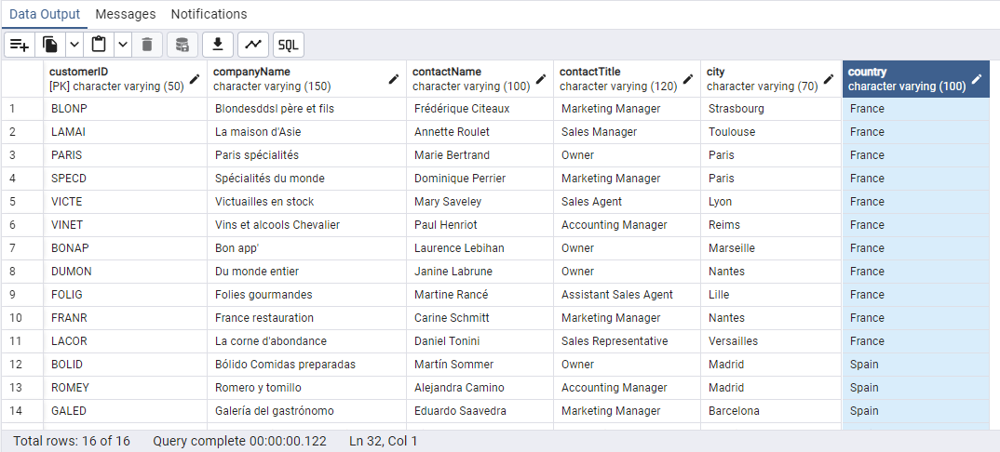 Data Output Messages Notifications
SQL
customerID companyName contactName contactTitle city country
[PK] character varying (50) character varying (150) character varying (100) character varying (120) character varying (70) character varying (100)
1 BLONP Blondesddsl père et fils Frédérique Citeaux Marketing Manager Strasbourg France
2 LAMAI La maison d'Asie Annette Roulet Sales Manager Toulouse France
3 PARIS Paris spécialités Marie Bertrand Owner Paris France
4 SPECD Spécialités du monde Dominique Perrier Marketing Manager Paris France
5 VICTE Victuailles en stock Mary Saveley Sales Agent Lyon France
6 VINET Vins et alcools Chevalier Paul Henriot Accounting Manager Reims France
7 BONAP Bon app' Laurence Lebihan Owner Marseille France
8 DUMON Du monde entier Janine Labrune Owner Nantes France
9 FOLIG Folies gourmandes Martine Rancé Assistant Sales Agent Lille France
10 FRANR France restauration Carine Schmitt Marketing Manager Nantes France
11 LACOR La corne d'abondance Daniel Tonini Sales Representative Versailles France
12 BOLID Bólido Comidas preparadas Martín Sommer Owner Madrid Spain
13 ROMEY Romero y tomillo Alejandra Camino Accounting Manager Madrid Spain
14 GALED Galería del gastrónomo Eduardo Saavedra Marketing Manager Barcelona Spain
Total rows: 16 of 16 Query complete 00:00:00.122 Ln 32, Col 1